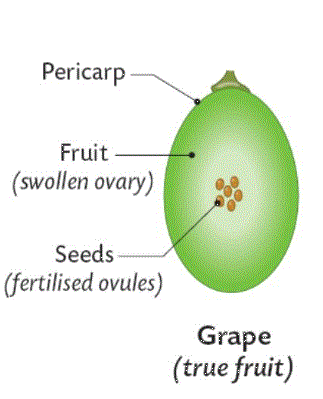 Pericarp
Fruit
(swollen ovary)
Seeds
(fertilised ovules)
Grape
(true fruit)